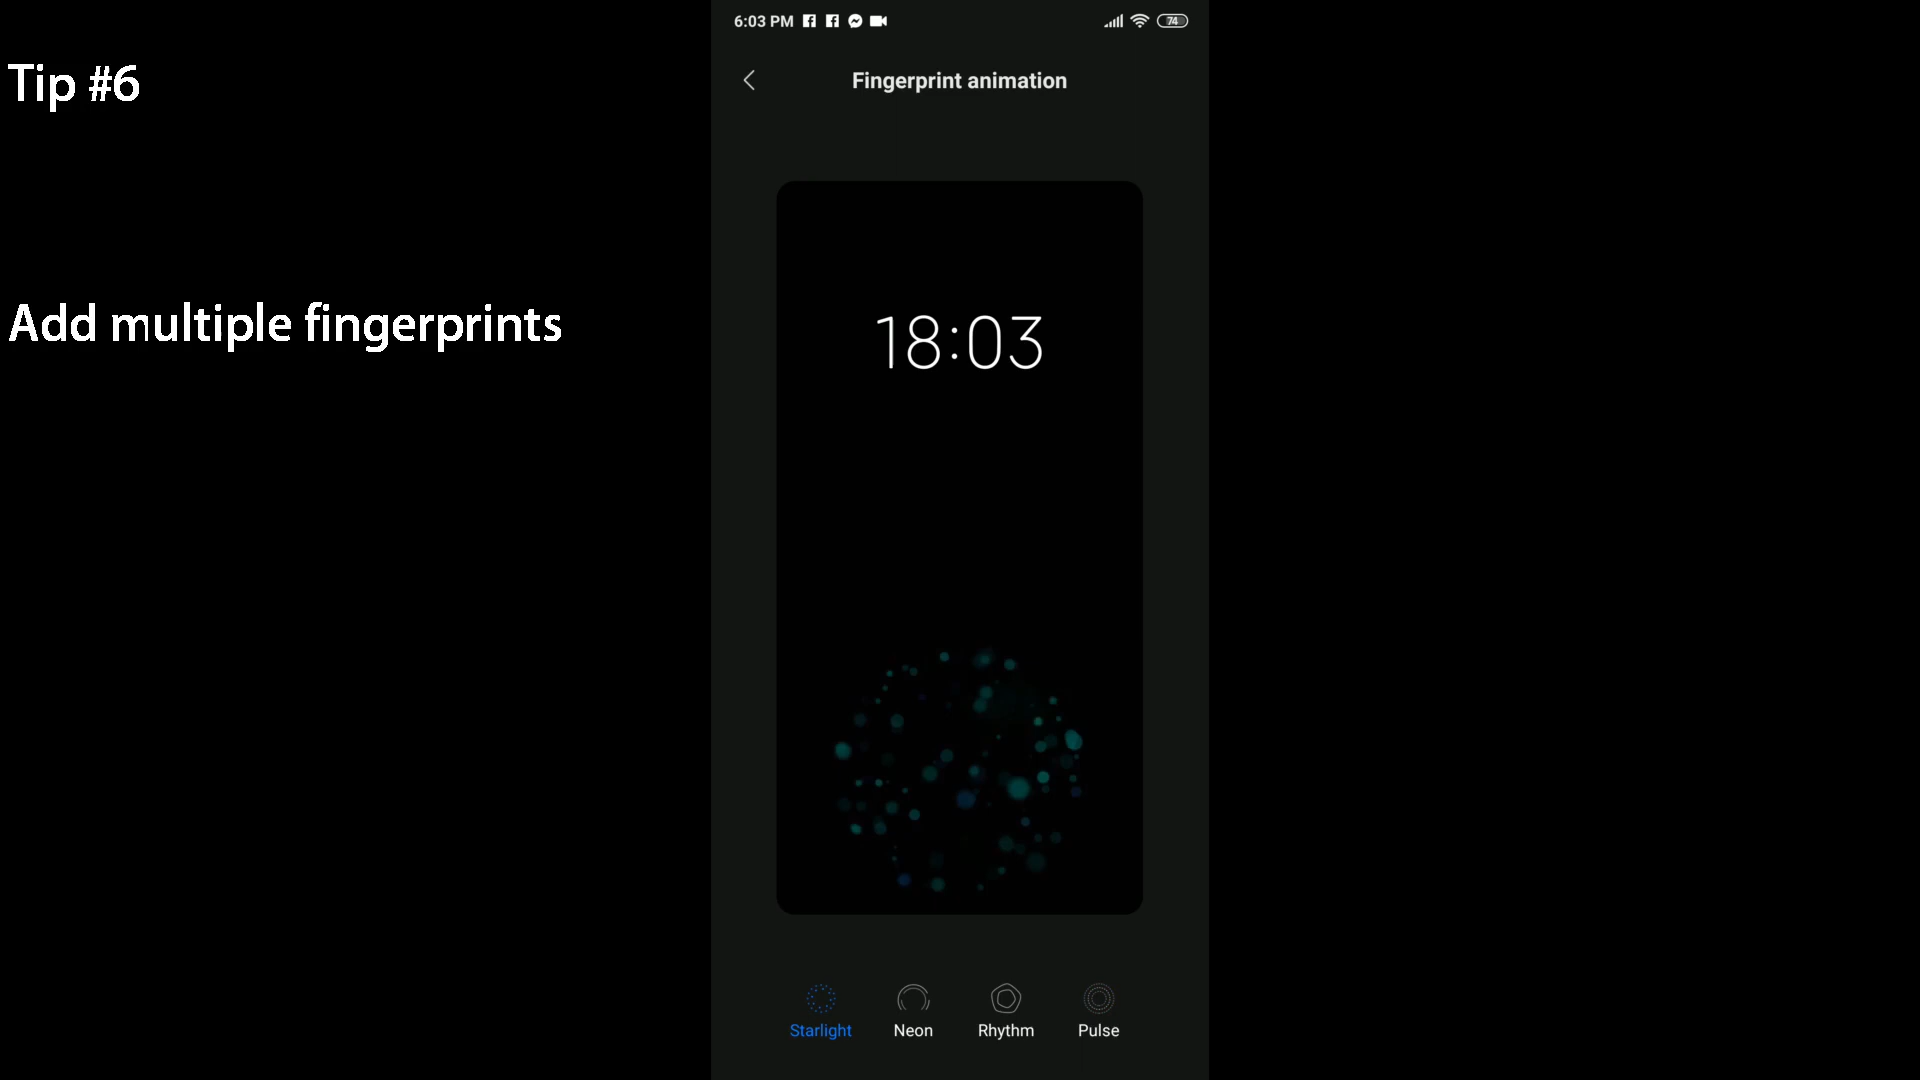 Tip #6
Add multiple fingerprints
6:03 PM
74
Fingerprint animation
18:03
Starlight
Neon
Rhythm
Pulse